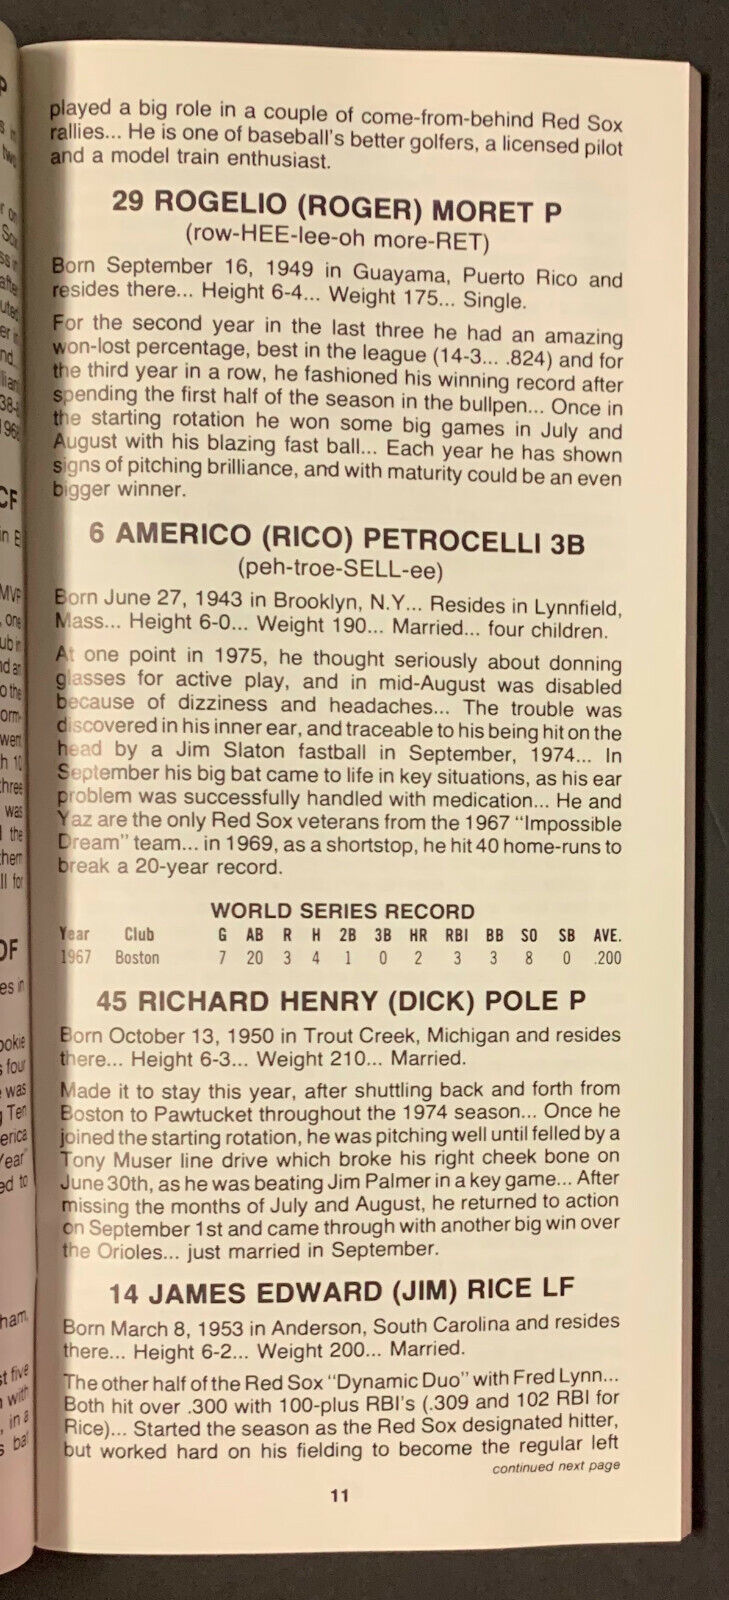 played a big role in a couple of come-from-behind Red Sox
rallies... He is one of baseball's better golfers, a licensed pilot
and a model train enthusiast.
29 ROGELIO (ROGER) MORET P
(row-HEE-lee-oh more-RET)
Born September 16, 1949 in Guayama, Puerto Rico and
resides there... Height 6-4... Weight 175... Single.
For the second year in the last three he had an amazing
won-lost percentage, best in the league (14-3... .824) and for
the third year in a row, he fashioned his winning record after
spending the first half of the season in the bullpen... Once in
the starting rotation he won some big games in July and
August with his blazing fast ball... Each year he has shown
signs of pitching brilliance, and with maturity could be an even
bigger winner.
6 AMERICO (RICO) PETROCELLI 3B
(peh-troe-SELL-ee)
Born June 27, 1943 in Brooklyn, N.Y... Resides in Lynnfield,
Mass... Height 6-0... Weight 190... Married... four children.
At one point in 1975, he thought seriously about donning
glasses for active play, and in mid-August was disabled
because of dizziness and headaches... The trouble was
discovered in his inner ear, and traceable to his being hit on the
head by a Jim Slaton fastball in September, 1974... In
September his big bat came to life in key situations, as his ear
problem was successfully handled with medication... He and
Yaz are the only Red Sox veterans from the 1967 "Impossible
Dream" team... in 1969, as a shortstop, he hit 40 home-runs to
break a 20-year record.
WORLD SERIES RECORD
Year Club G AB R H 2B 3B HR RBI BB SO SB AVE.
1967 Boston 7 20 3 4 1 0 2 3 3 8 0 .200
45 RICHARD HENRY (DICK) POLE P
Born October 13, 1950 in Trout Creek, Michigan and resides
there... Height 6-3... Weight 210... Married.
Made it to stay this year, after shuttling back and forth from
Boston to Pawtucket throughout the 1974 season... Once he
joined the starting rotation, he was pitching well until felled by a
Tony Muser line drive which broke his right cheek bone on
June 30th, as he was beating Jim Palmer in a key game... After
missing the months of July and August, he returned to action
on September 1st and came through with another big win over
the Orioles... just married in September.
14 JAMES EDWARD (JIM) RICE LF
Born March 8, 1953 in Anderson, South Carolina and resides
there... Height 6-2... Weight 200... Married.
The other half of the Red Sox "Dynamic Duo" with Fred Lynn...
Both hit over .300 with 100-plus RBI's (.309 and 102 RBI for
Rice)... Started the season as the Red Sox designated hitter,
but worked hard on his fielding to become the regular left
continued next page
11